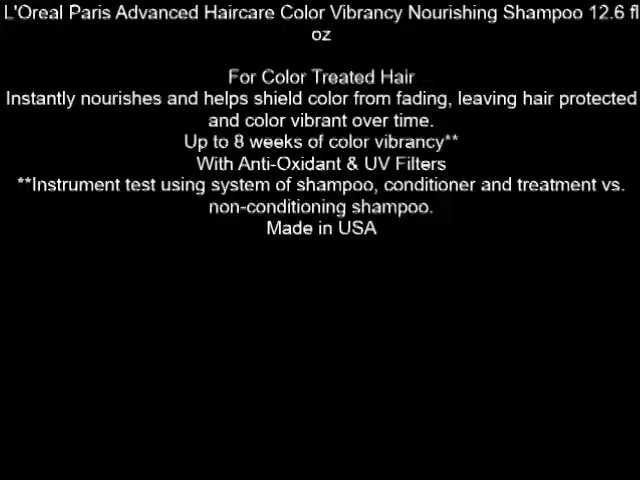 L'Oreal Paris Advanced Haircare Color Vibrancy Nourishing Shampoo 12.6 fl
oz
For Color Treated Hair
Instantly nourishes and helps shield color from fading, leaving hair protected
and color vibrant over time.
Up to 8 weeks of color vibrancy**
With Anti-Oxidant & UV Filters
**Instrument test using system of shampoo, conditioner and treatment vs.
non-conditioning shampoo.
Made in USA